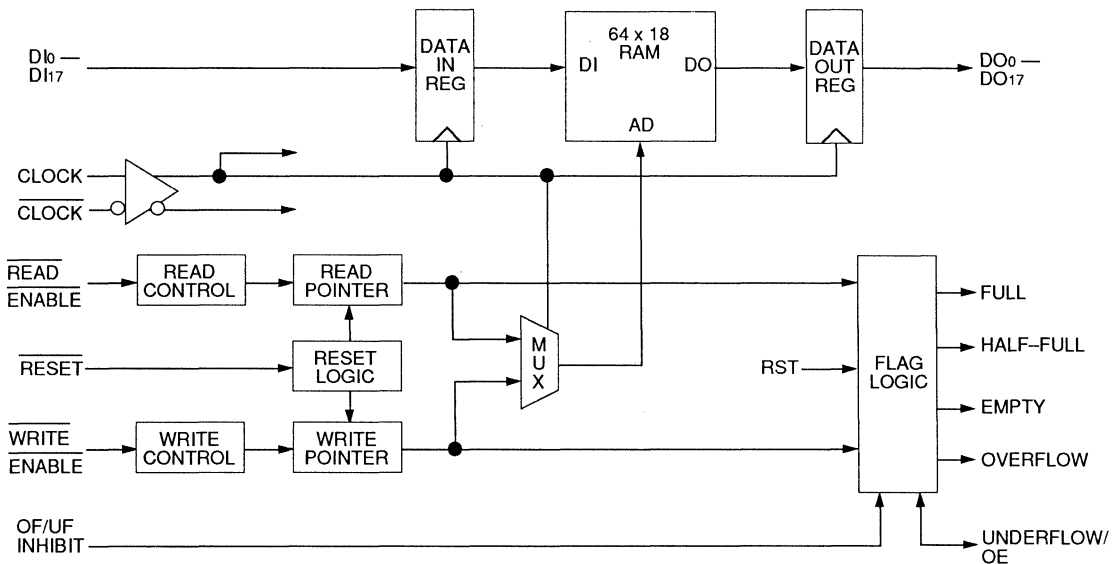 DI0 —
DI17
DATA
IN
REG
64 x 18
RAM
DI
DO
AD
DATA
OUT
REG
DO0 —
DO17
CLOCK
CLOCK
READ
ENABLE
READ
CONTROL
READ
POINTER
RESET
RESET
LOGIC
WRITE
ENABLE
WRITE
CONTROL
WRITE
POINTER
MUX
RST
FLAG
LOGIC
FULL
HALF–FULL
EMPTY
OVERFLOW
OF/UF
INHIBIT
UNDERFLOW/
OE